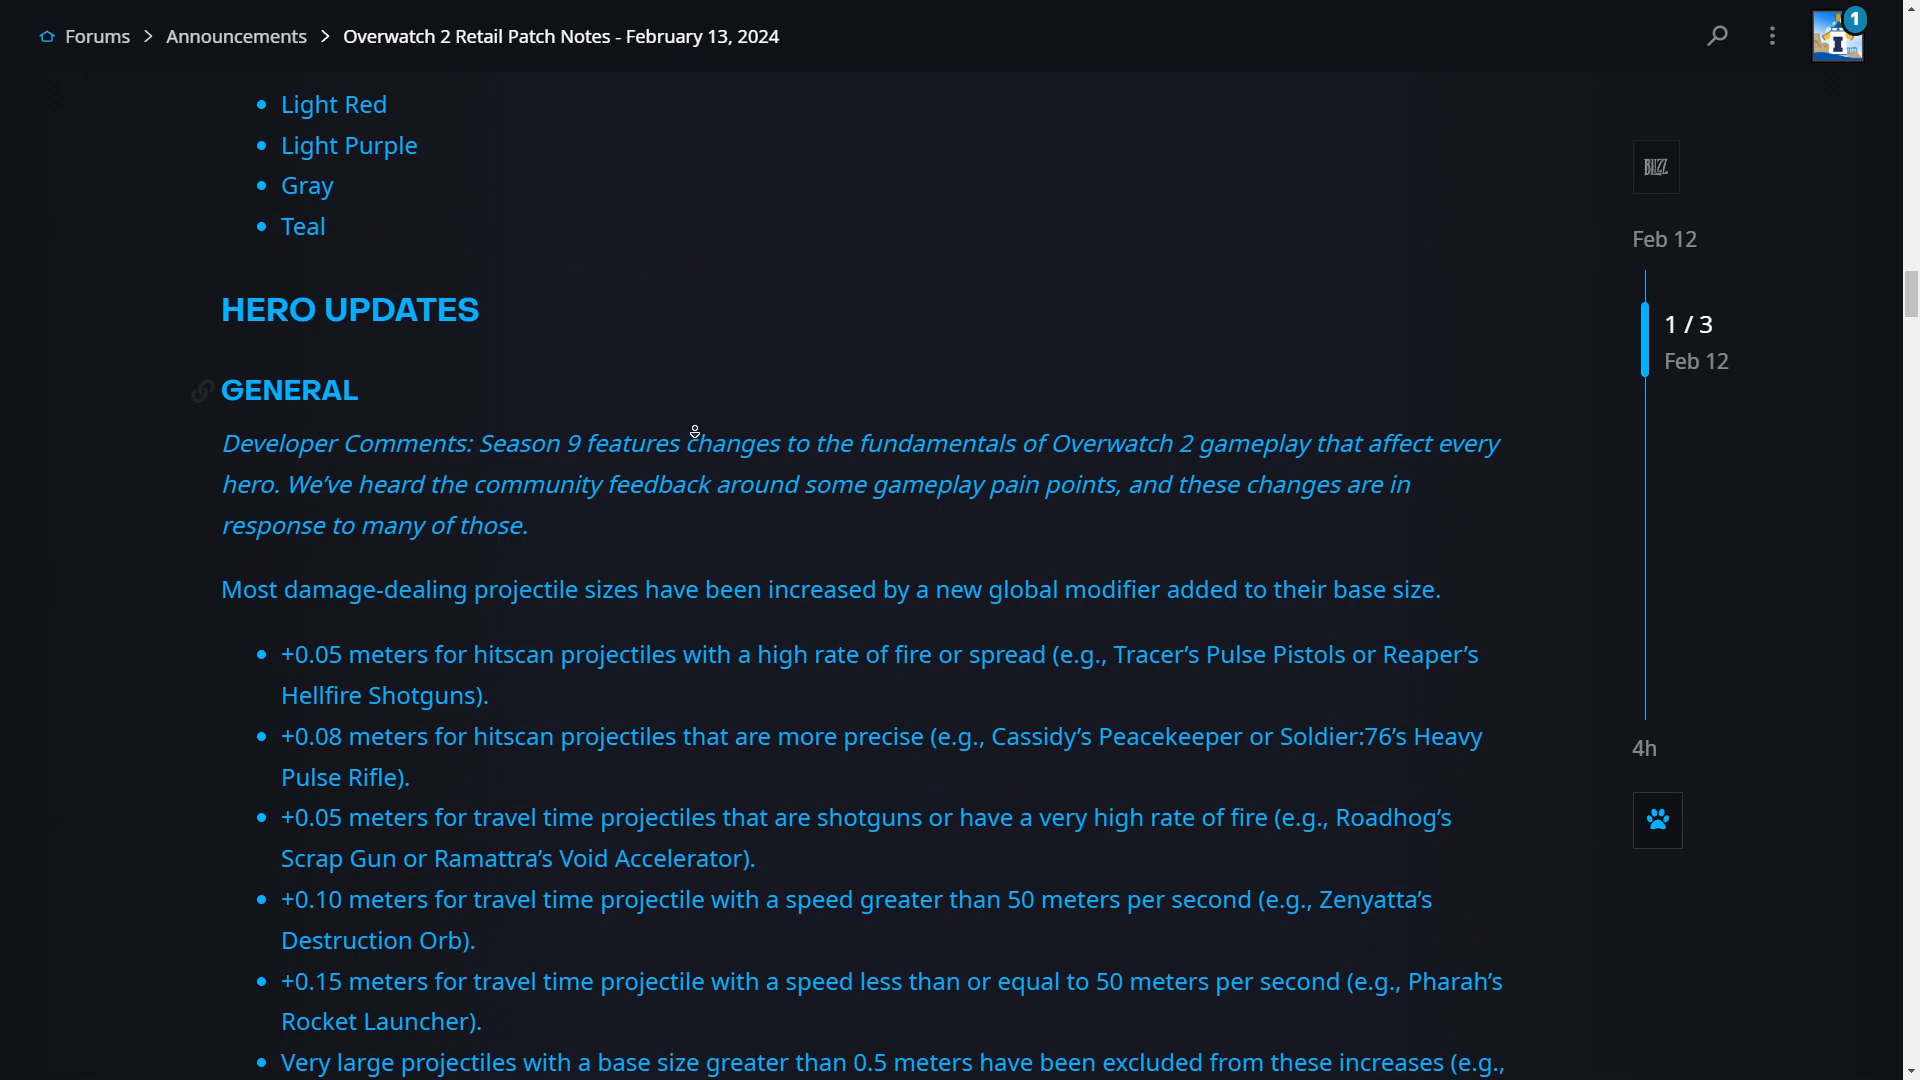 Forums > Announcements > Overwatch 2 Retail Patch Notes - February 13, 2024
1
Light Red
Light Purple
Gray
Teal
BLIZZ
Feb 12
1 / 3
Feb 12
4h
HERO UPDATES
GENERAL
Developer Comments: Season 9 features changes to the fundamentals of Overwatch 2 gameplay that affect every
hero. We’ve heard the community feedback around some gameplay pain points, and these changes are in
response to many of those.
Most damage-dealing projectile sizes have been increased by a new global modifier added to their base size.
+0.05 meters for hitscan projectiles with a high rate of fire or spread (e.g., Tracer’s Pulse Pistols or Reaper’s
Hellfire Shotguns).
+0.08 meters for hitscan projectiles that are more precise (e.g., Cassidy’s Peacekeeper or Soldier:76’s Heavy
Pulse Rifle).
+0.05 meters for travel time projectiles that are shotguns or have a very high rate of fire (e.g., Roadhog’s
Scrap Gun or Ramattra’s Void Accelerator).
+0.10 meters for travel time projectile with a speed greater than 50 meters per second (e.g., Zenyatta’s
Destruction Orb).
+0.15 meters for travel time projectile with a speed less than or equal to 50 meters per second (e.g., Pharah’s
Rocket Launcher).
Very large projectiles with a base size greater than 0.5 meters have been excluded from these increases (e.g.,